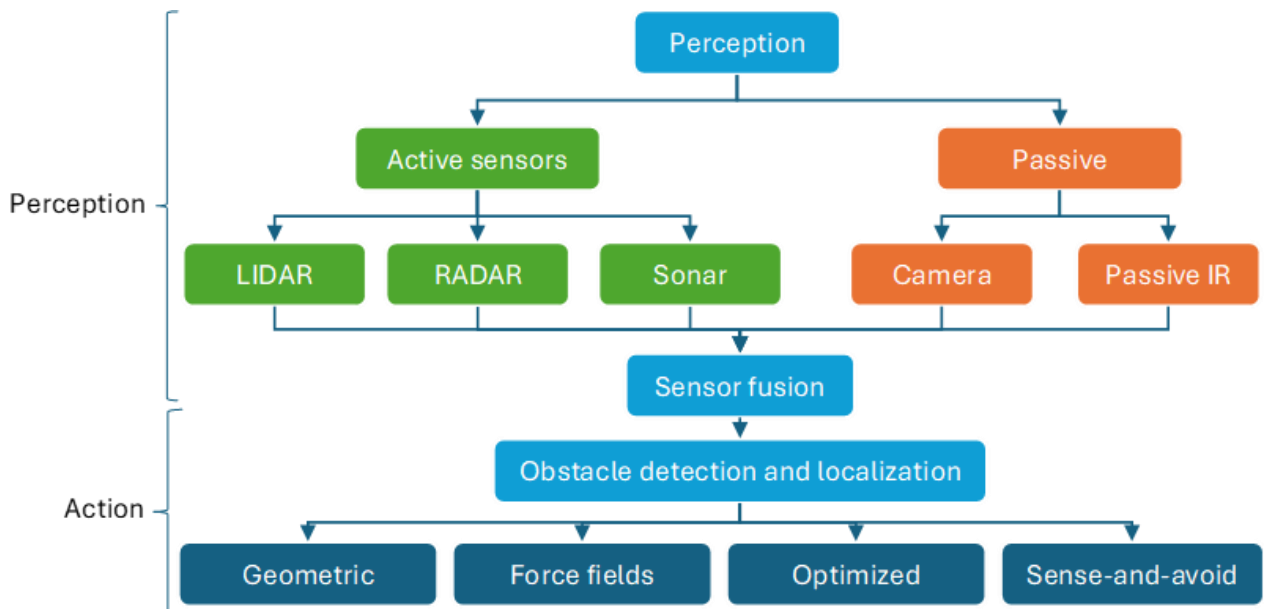 Perception
Active sensors
Passive
Perception
LIDAR
RADAR
Sonar
Camera
Passive IR
Sensor fusion
Obstacle detection and localization
Action
Geometric
Force fields
Optimized
Sense-and-avoid